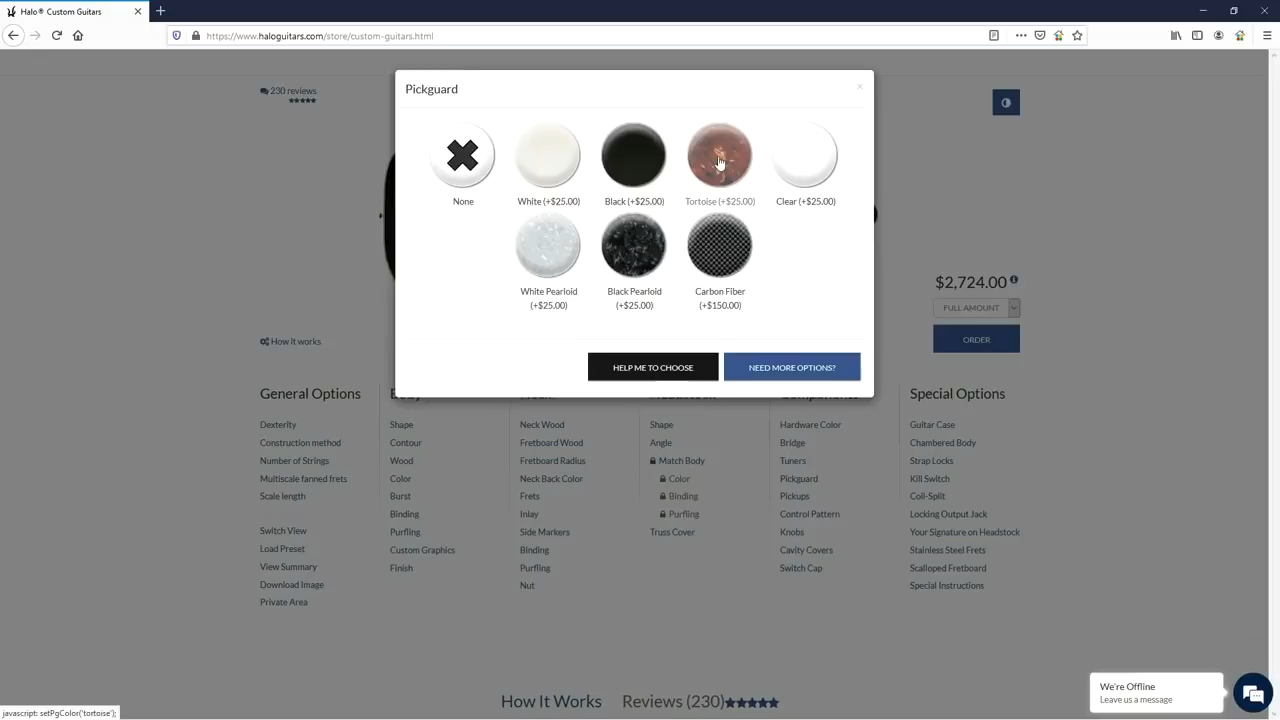 Halo® Custom Guitars
https://www.haloguitars.com/store/custom-guitars.html
230 reviews
Pickguard
None
White (+$25.00)
Black (+$25.00)
Tortoise (+$25.00)
Clear (+$25.00)
White Pearloid
(+$25.00)
Black Pearloid
(+$25.00)
Carbon Fiber
(+$150.00)
HELP ME TO CHOOSE
NEED MORE OPTIONS?
$2,724.00
FULL AMOUNT
ORDER
How it works
General Options
Dexterity
Construction method
Number of Strings
Multiscale fanned frets
Scale length
Switch View
Load Preset
View Summary
Download Image
Private Area
Shape
Contour
Wood
Color
Burst
Binding
Purfling
Custom Graphics
Finish
Neck Wood
Fretboard Wood
Fretboard Radius
Neck Back Color
Frets
Inlay
Side Markers
Binding
Purfling
Nut
Shape
Angle
Match Body
Color
Binding
Purfling
Truss Cover
Hardware Color
Bridge
Tuners
Pickguard
Pickups
Control Pattern
Knobs
Cavity Covers
Switch Cap
Special Options
Guitar Case
Chambered Body
Strap Locks
Kill Switch
Coil-Split
Locking Output Jack
Your Signature on Headstock
Stainless Steel Frets
Scalloped Fretboard
Special Instructions
How It Works
Reviews (230)
We're Offline
Leave us a message
javascript: setPgColor('tortoise');